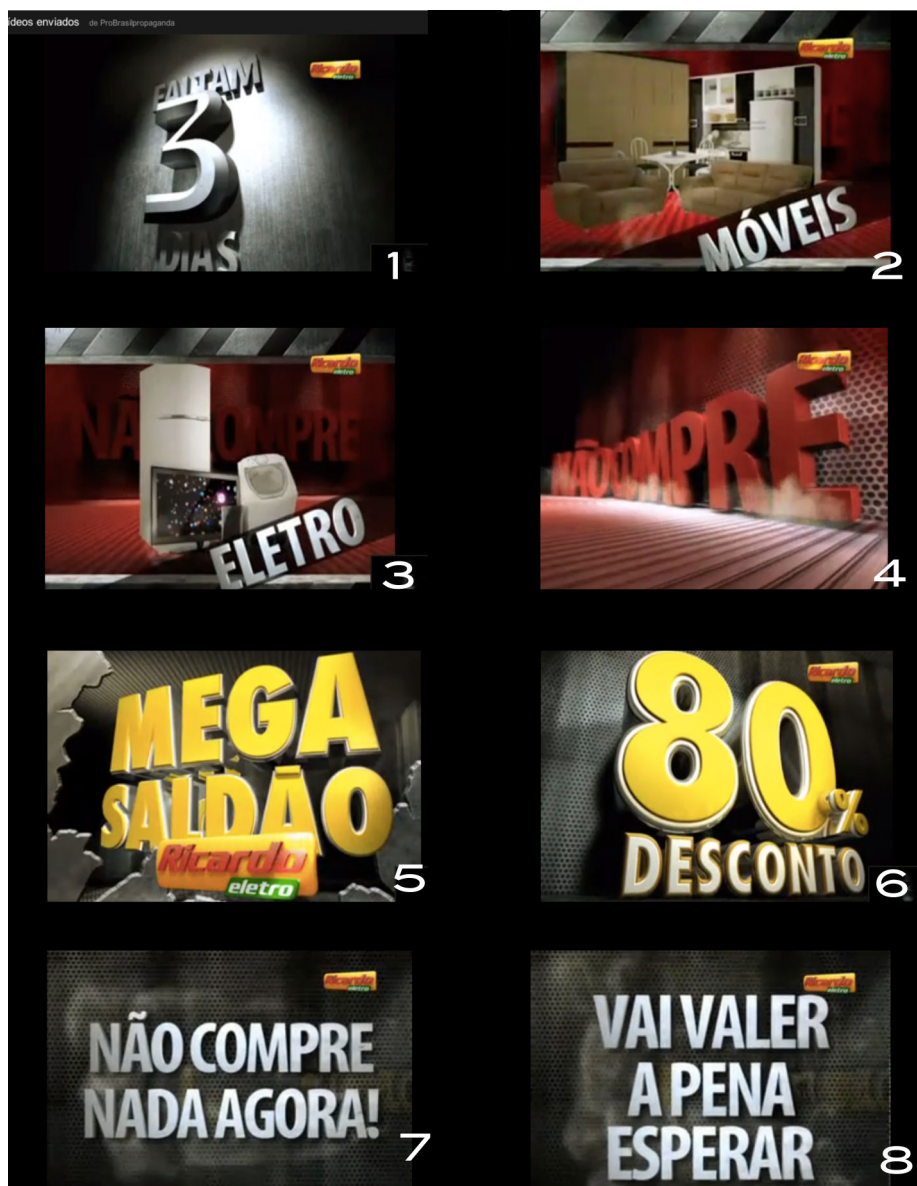 ídeos enviados de ProBrasilpropaganda
Ricardo
eletro
FALTAM
3
DIAS
1
Ricardo
eletro
MÓVEIS
2
Ricardo
eletro
NÃO COMPRE
ELETRO
3
Ricardo
eletro
NÃO COMPRE
4
MEGA
SALDÃO
Ricardo
eletro
5
Ricardo
eletro
80%
DESCONTO
6
Ricardo
eletro
NÃO COMPRE
NADA AGORA!
7
Ricardo
eletro
VAI VALER
A PENA
ESPERAR
8